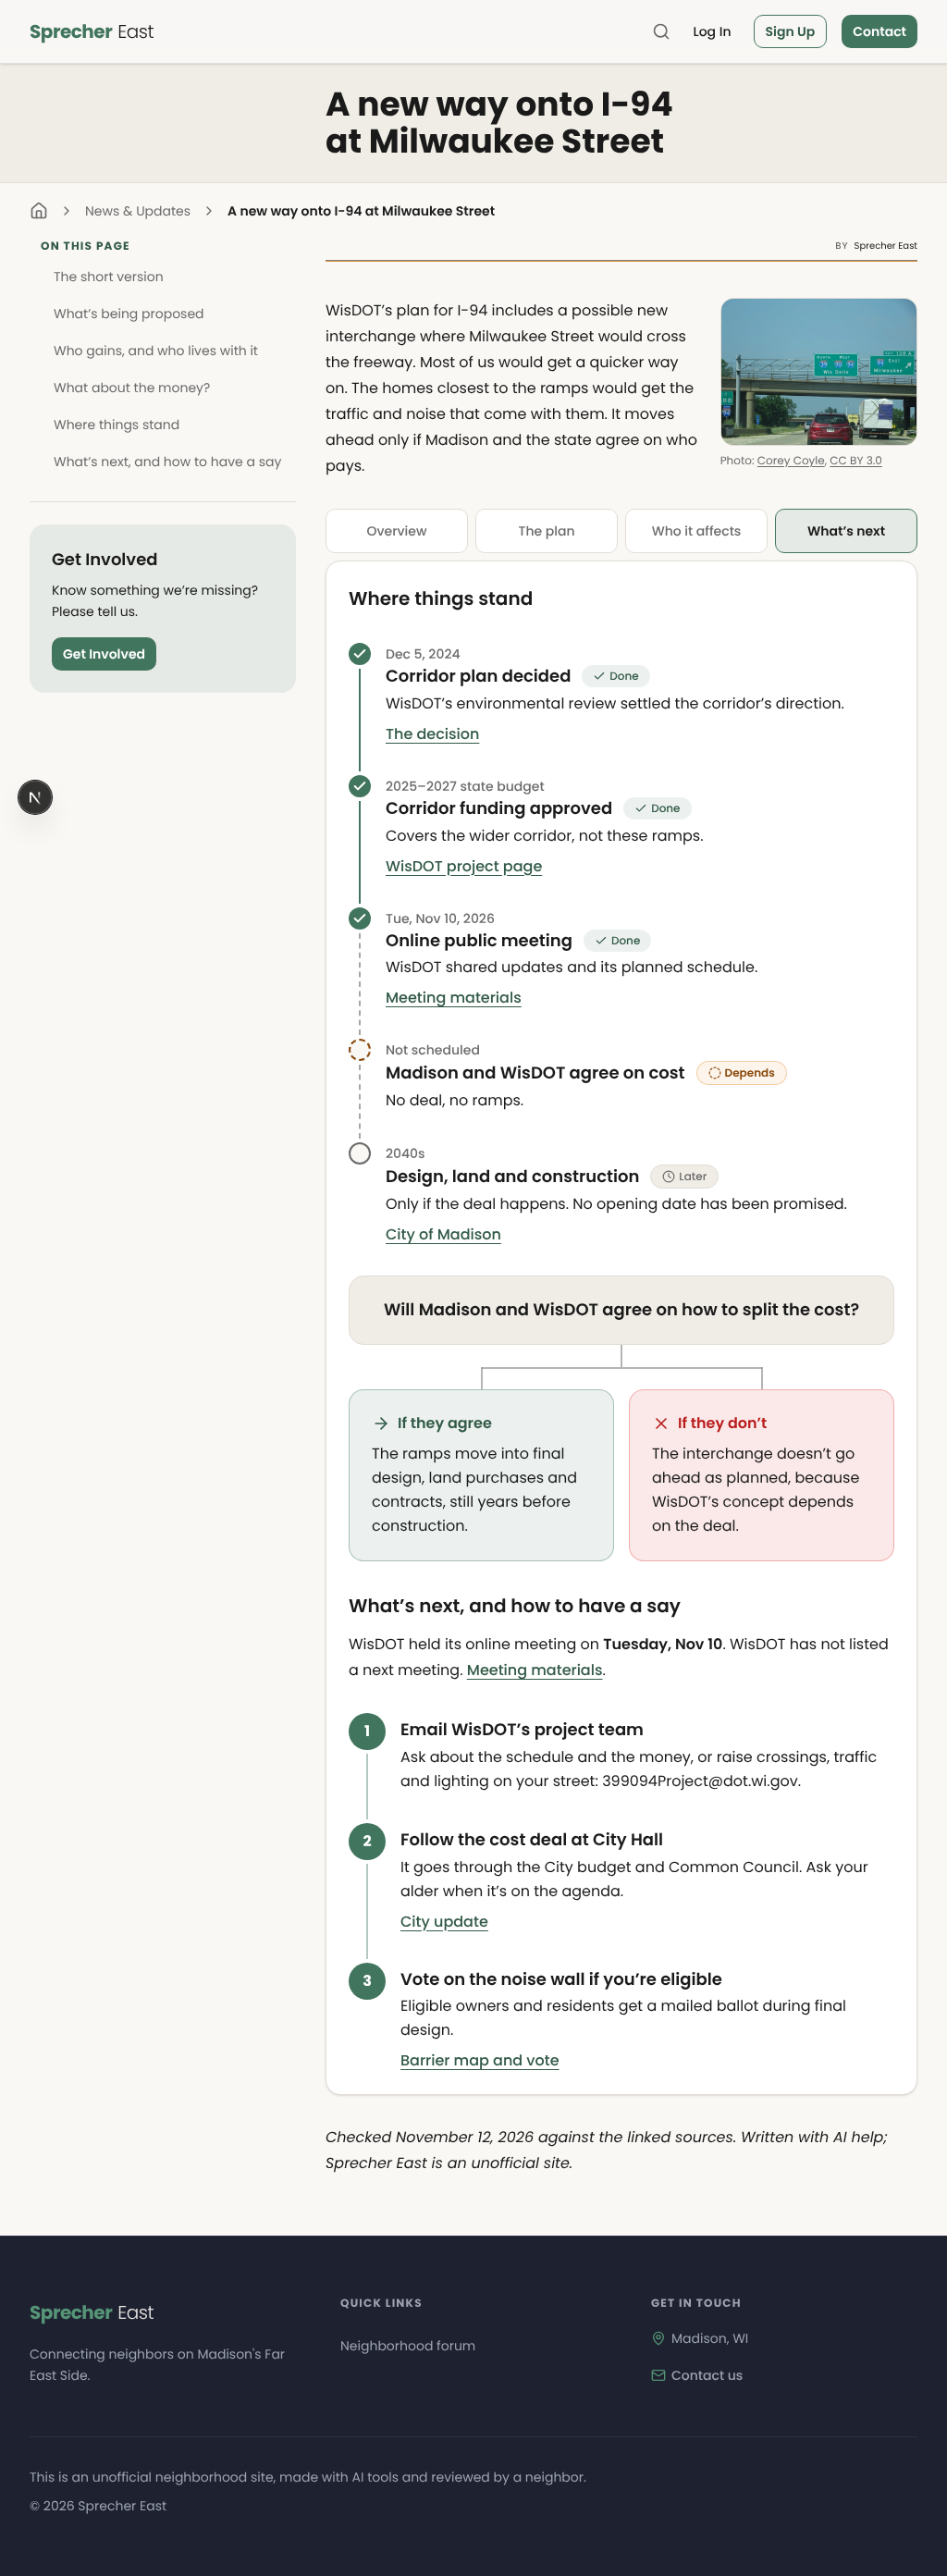 Sprecher East
Log In
Sign Up
Contact
A new way onto I-94
at Milwaukee Street
News & Updates
A new way onto I-94 at Milwaukee Street
ON THIS PAGE
The short version
What’s being proposed
Who gains, and who lives with it
What about the money?
Where things stand
What’s next, and how to have a say
Get Involved
Know something we’re missing?
Please tell us.
Get Involved
BY Sprecher East
WisDOT’s plan for I-94 includes a possible new
interchange where Milwaukee Street would cross
the freeway. Most of us would get a quicker way
on. The homes closest to the ramps would get the
traffic and noise that come with them. It moves
ahead only if Madison and the state agree on who
pays.
Milwaukee
Photo: Corey Coyle, CC BY 3.0
Overview
The plan
Who it affects
What’s next
Where things stand
Dec 5, 2024
Corridor plan decided
Done
WisDOT’s environmental review settled the corridor’s direction.
The decision
2025–2027 state budget
Corridor funding approved
Done
Covers the wider corridor, not these ramps.
WisDOT project page
Tue, Nov 10, 2026
Online public meeting
Done
WisDOT shared updates and its planned schedule.
Meeting materials
Not scheduled
Madison and WisDOT agree on cost
Depends
No deal, no ramps.
2040s
Design, land and construction
Later
Only if the deal happens. No opening date has been promised.
City of Madison
Will Madison and WisDOT agree on how to split the cost?
If they agree
The ramps move into final
design, land purchases and
contracts, still years before
construction.
If they don’t
The interchange doesn’t go
ahead as planned, because
WisDOT’s concept depends
on the deal.
What’s next, and how to have a say
WisDOT held its online meeting on Tuesday, Nov 10. WisDOT has not listed
a next meeting. Meeting materials.
1
Email WisDOT’s project team
Ask about the schedule and the money, or raise crossings, traffic
and lighting on your street: 399094Project@dot.wi.gov.
2
Follow the cost deal at City Hall
It goes through the City budget and Common Council. Ask your
alder when it’s on the agenda.
City update
3
Vote on the noise wall if you’re eligible
Eligible owners and residents get a mailed ballot during final
design.
Barrier map and vote
Checked November 12, 2026 against the linked sources. Written with AI help;
Sprecher East is an unofficial site.
Sprecher East
Connecting neighbors on Madison's Far
East Side.
QUICK LINKS
Neighborhood forum
GET IN TOUCH
Madison, WI
Contact us
This is an unofficial neighborhood site, made with AI tools and reviewed by a neighbor.
© 2026 Sprecher East